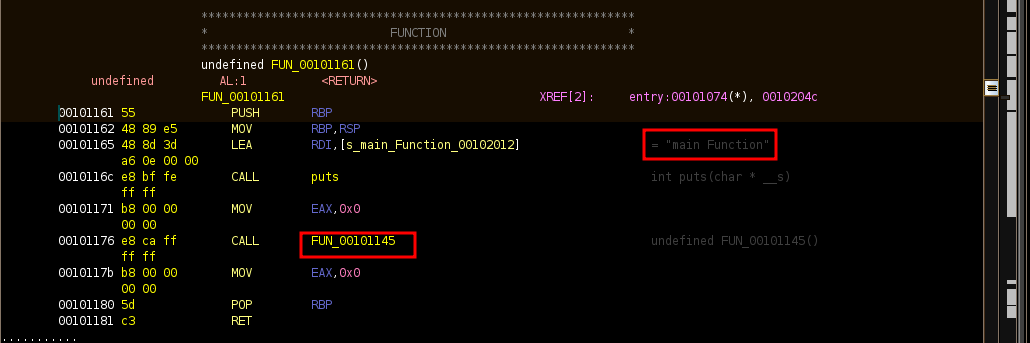 *************************************************************
* FUNCTION *
*************************************************************
undefined FUN_00101161()
undefined AL:1 <RETURN>
FUN_00101161 XREF[2]: entry:00101074(*), 0010204c
00101161 55 PUSH RBP
00101162 48 89 e5 MOV RBP,RSP
00101165 48 8d 3d LEA RDI,[s_main_Function_00102012] = "main Function"
a6 0e 00 00
0010116c e8 bf fe CALL puts int puts(char * __s)
ff ff
00101171 b8 00 00 MOV EAX,0x0
00 00
00101176 e8 ca ff CALL FUN_00101145 undefined FUN_00101145()
ff ff
0010117b b8 00 00 MOV EAX,0x0
00 00
00101180 5d POP RBP
00101181 c3 RET
...........